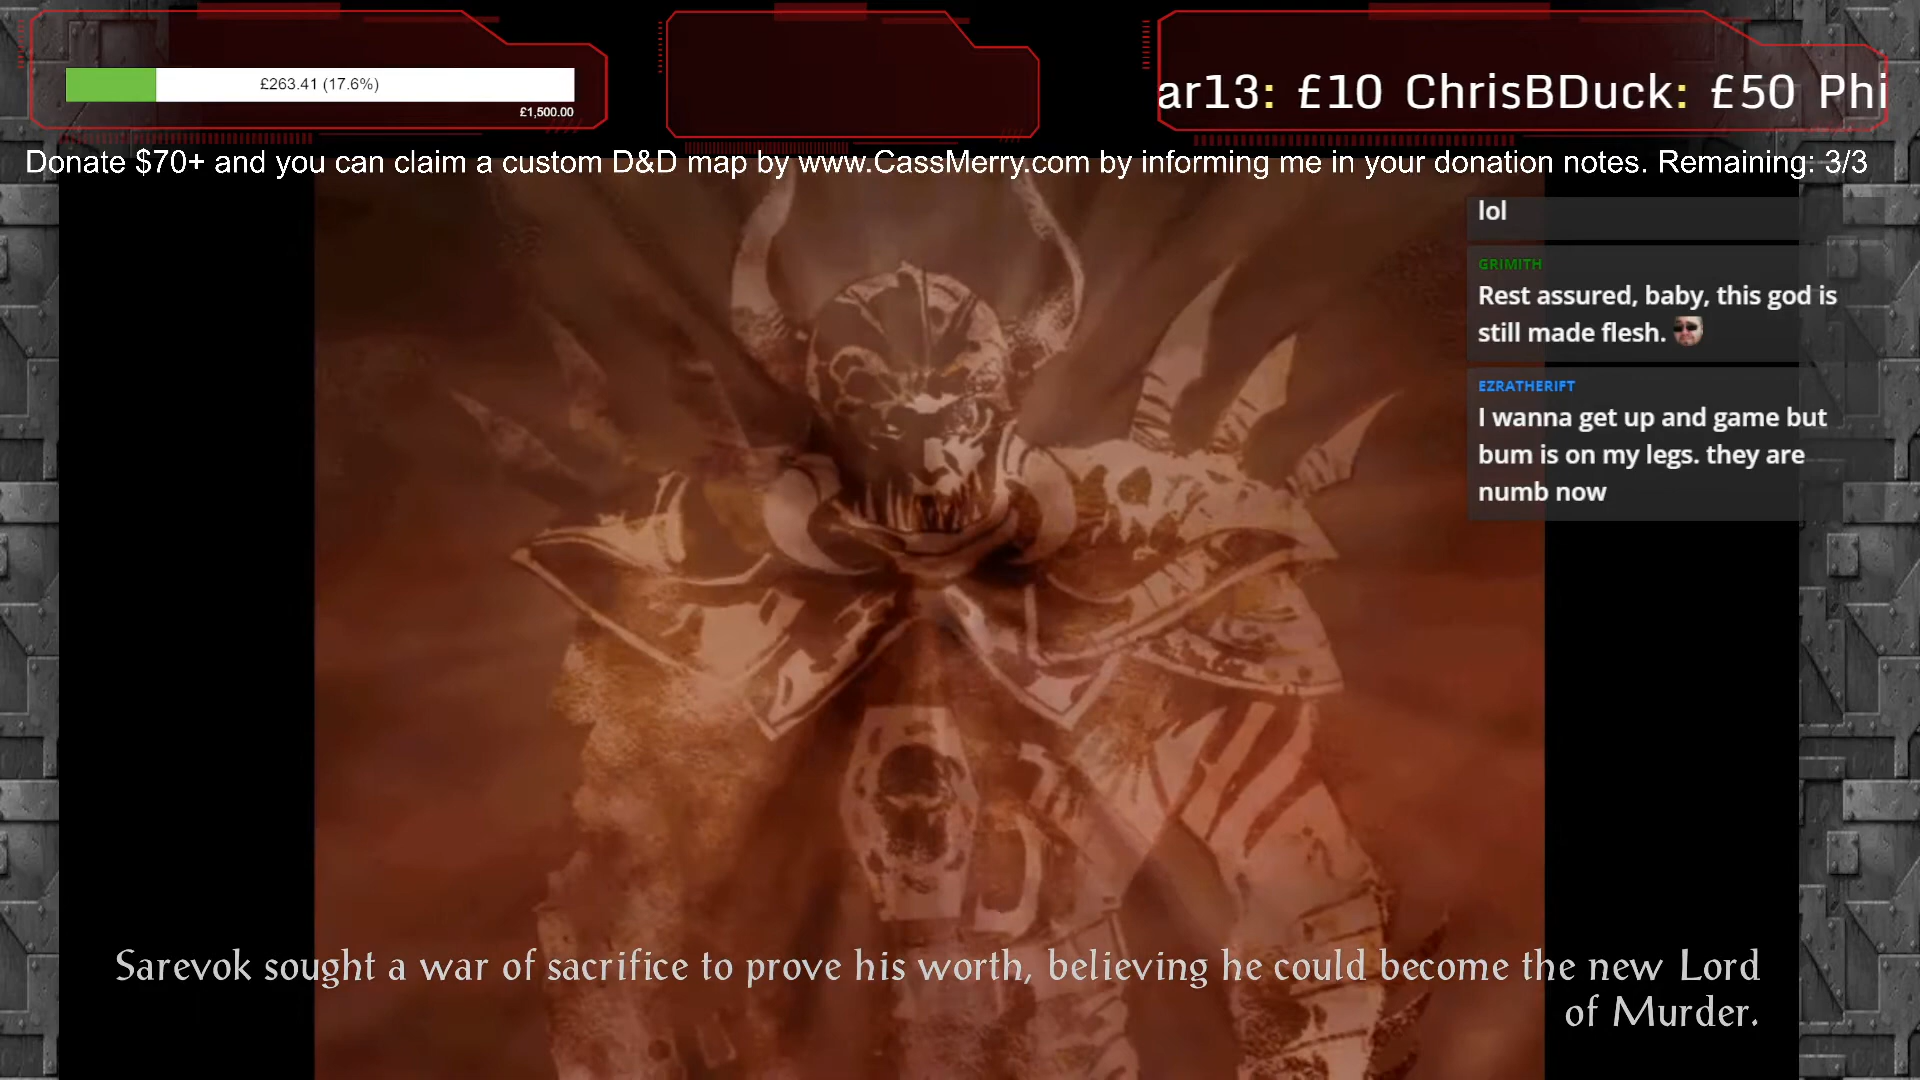 £263.41 (17.6%)
£1,500.00
ar13: £10 ChrisBDuck: £50 Phi
Donate $70+ and you can claim a custom D&D map by www.CassMerry.com by informing me in your donation notes. Remaining: 3/3
lol
GRIMITH
Rest assured, baby, this god is
still made flesh.
EZRATHERIFT
I wanna get up and game but
bum is on my legs. they are
numb now
Sarevok sought a war of sacrifice to prove his worth, believing he could become the new Lord
of Murder.